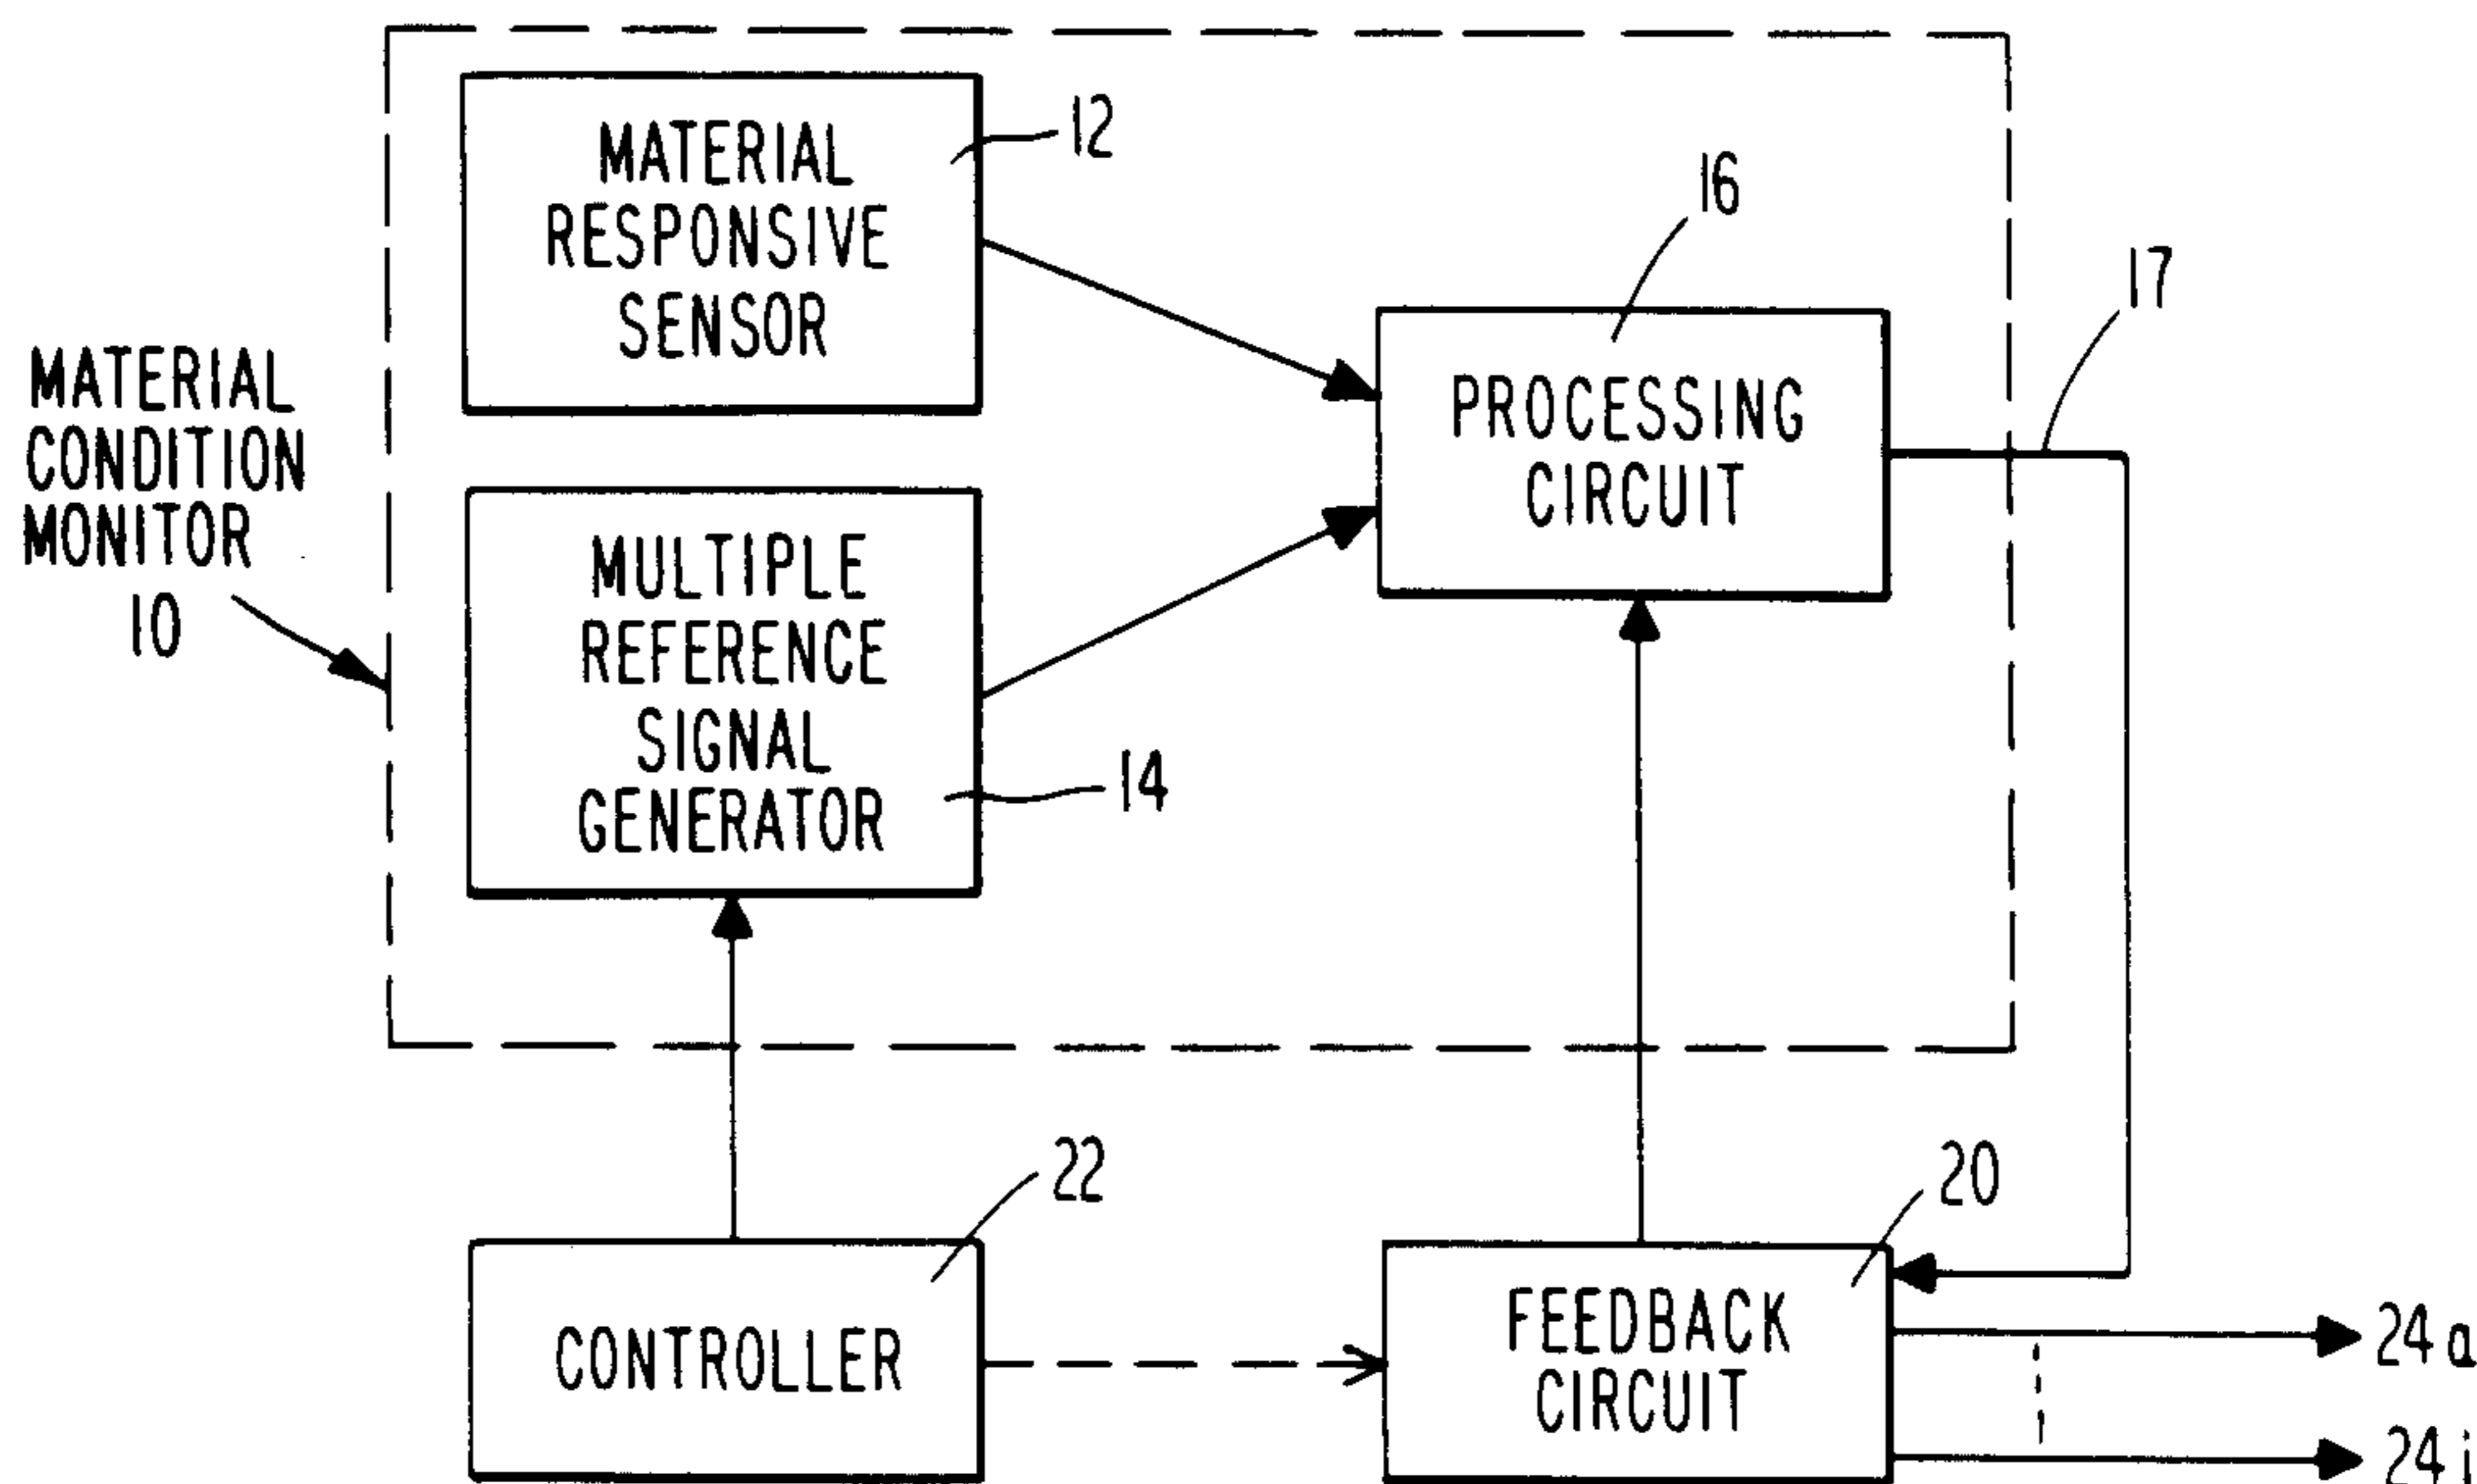 MATERIAL
RESPONSIVE
SENSOR
12
16
17
MATERIAL
CONDITION
MONITOR
10
PROCESSING
CIRCUIT
MULTIPLE
REFERENCE
SIGNAL
GENERATOR
14
22
20
CONTROLLER
FEEDBACK
CIRCUIT
24a
24i